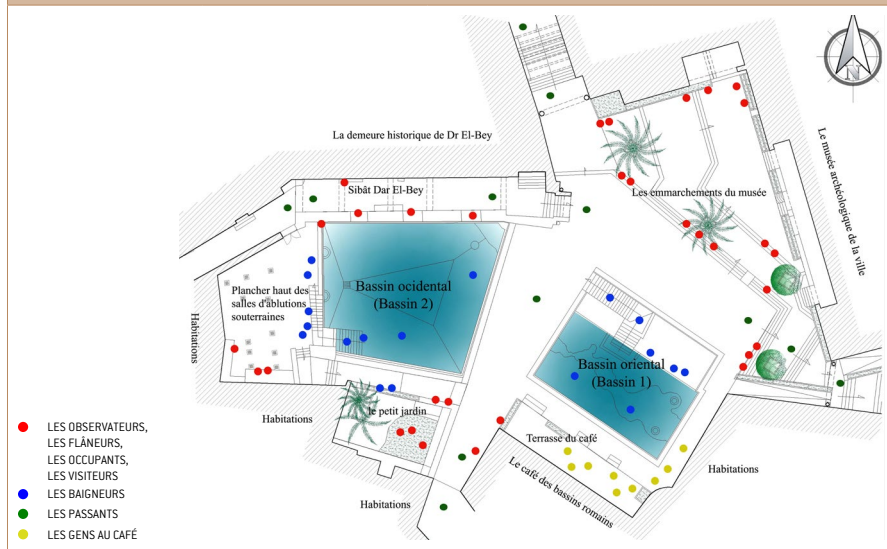 N
La demeure historique de Dr El-Bey
Sibât Dar El-Bey
Les emmarchements du musée
Le musée archéologique de la ville
Plancher haut des
salles d'ablutions
souterraines
Bassin ocidental
(Bassin 2)
Habitations
Bassin oriental
(Bassin 1)
le petit jardin
Habitations
Terrasse du café
Le café des bassins romains
Habitations
Habitations
LES OBSERVATEURS,
LES FLÂNEURS,
LES OCCUPANTS,
LES VISITEURS
LES BAIGNEURS
LES PASSANTS
LES GENS AU CAFÉ